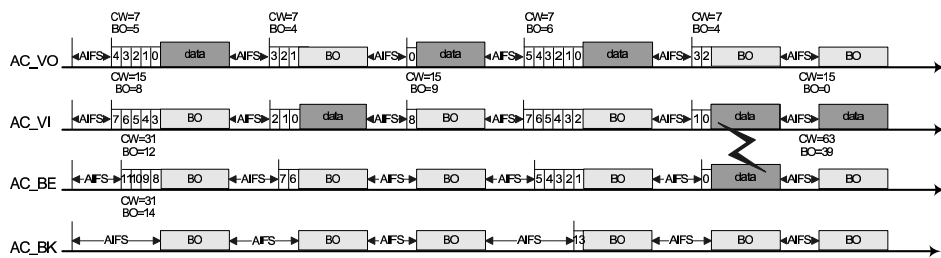 CW=7 CW=7 CW=7 CW=7
BO=5 BO=4 BO=6 BO=4
AC_VO AIFS 4 3 2 1 0 data AIFS 3 2 1 BO AIFS 0 data AIFS 5 4 3 2 1 0 data AIFS 3 2 BO AIFS BO
CW=15 CW=15 CW=15
BO=8 BO=9 BO=0
AC_VI AIFS 7 6 5 4 3 BO AIFS 2 1 0 data AIFS 8 BO AIFS 7 6 5 4 3 2 BO AIFS 1 0 data AIFS data
CW=31 CW=63
BO=12 BO=39
AC_BE AIFS 11 10 9 8 BO AIFS 7 6 BO AIFS BO AIFS 5 4 3 2 1 BO AIFS 0 data AIFS BO
CW=31
BO=14
AC_BK AIFS BO AIFS BO AIFS BO AIFS 13 BO AIFS BO AIFS BO